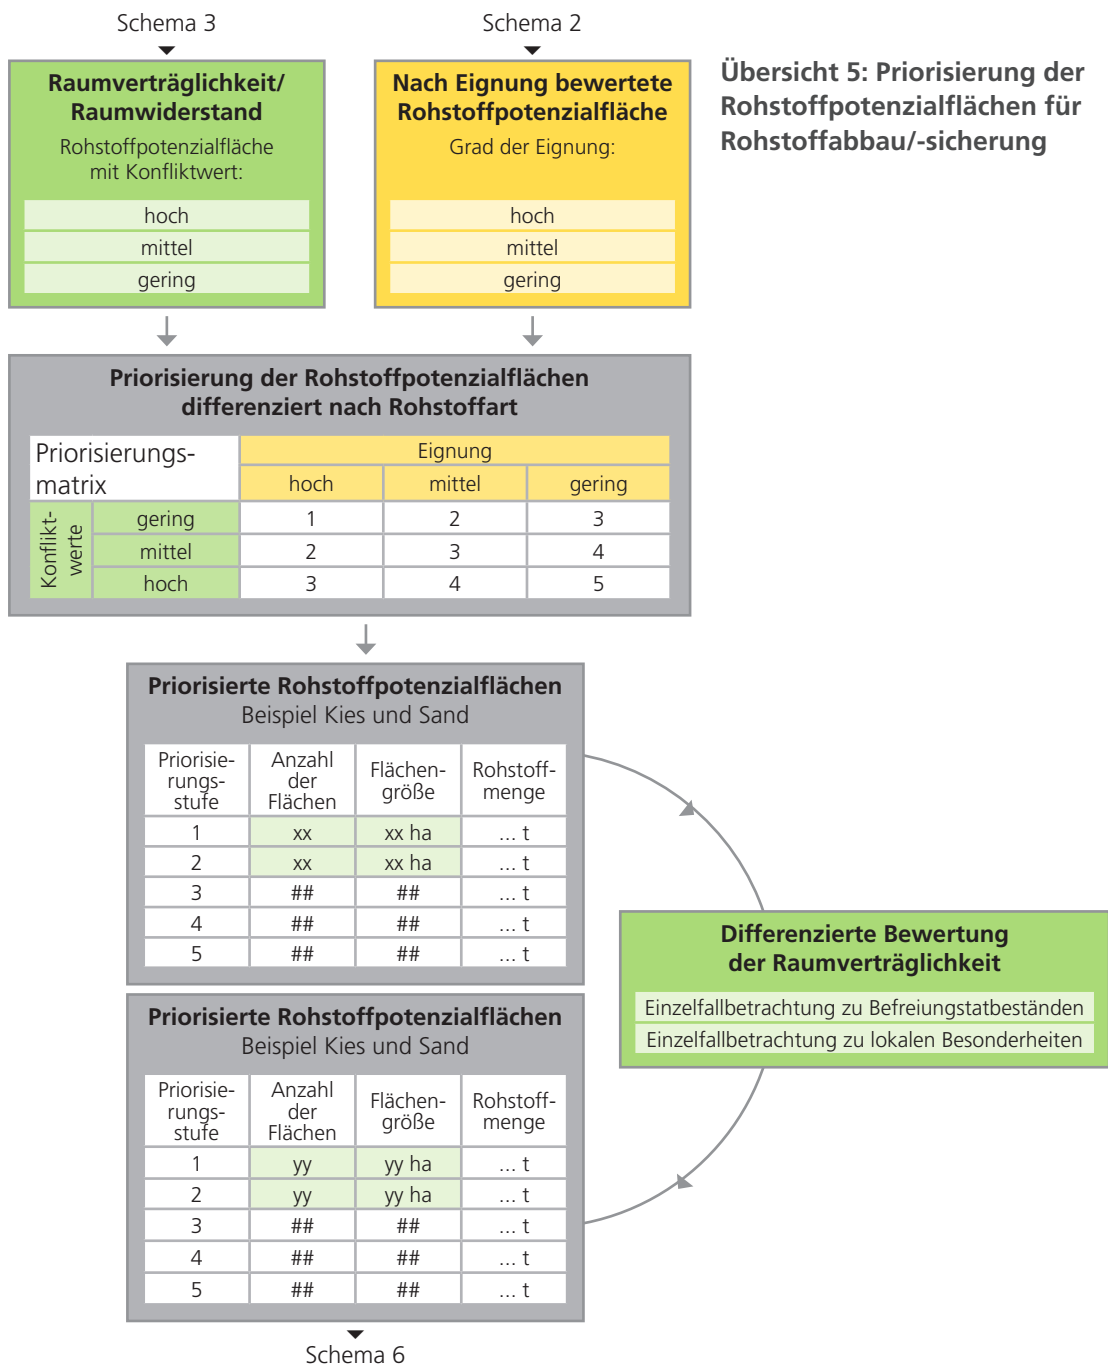 Schema 3
Raumverträglichkeit/
Raumwiderstand
Rohstoffpotenzialfläche
mit Konfliktwert:
hoch
mittel
gering
Schema 2
Nach Eignung bewertete
Rohstoffpotenzialfläche
Grad der Eignung:
hoch
mittel
gering
Übersicht 5: Priorisierung der
Rohstoffpotenzialflächen für
Rohstoffabbau/-sicherung
Priorisierung der Rohstoffpotenzialflächen
differenziert nach Rohstoffart
Priorisierungs-
matrix
Eignung
hoch mittel gering
Konflikt-
werte
gering 1 2 3
mittel 2 3 4
hoch 3 4 5
Priorisierte Rohstoffpotenzialflächen
Beispiel Kies und Sand
Priorisie-
rungs-
stufe
Anzahl
der
Flächen
Flächen-
größe
Rohstoff-
menge
1 xx xx ha ... t
2 xx xx ha ... t
3 ## ## ... t
4 ## ## ... t
5 ## ## ... t
Differenzierte Bewertung
der Raumverträglichkeit
Einzelfallbetrachtung zu Befreiungstatbeständen
Einzelfallbetrachtung zu lokalen Besonderheiten
Priorisierte Rohstoffpotenzialflächen
Beispiel Kies und Sand
Priorisie-
rungs-
stufe
Anzahl
der
Flächen
Flächen-
größe
Rohstoff-
menge
1 yy yy ha ... t
2 yy yy ha ... t
3 ## ## ... t
4 ## ## ... t
5 ## ## ... t
Schema 6